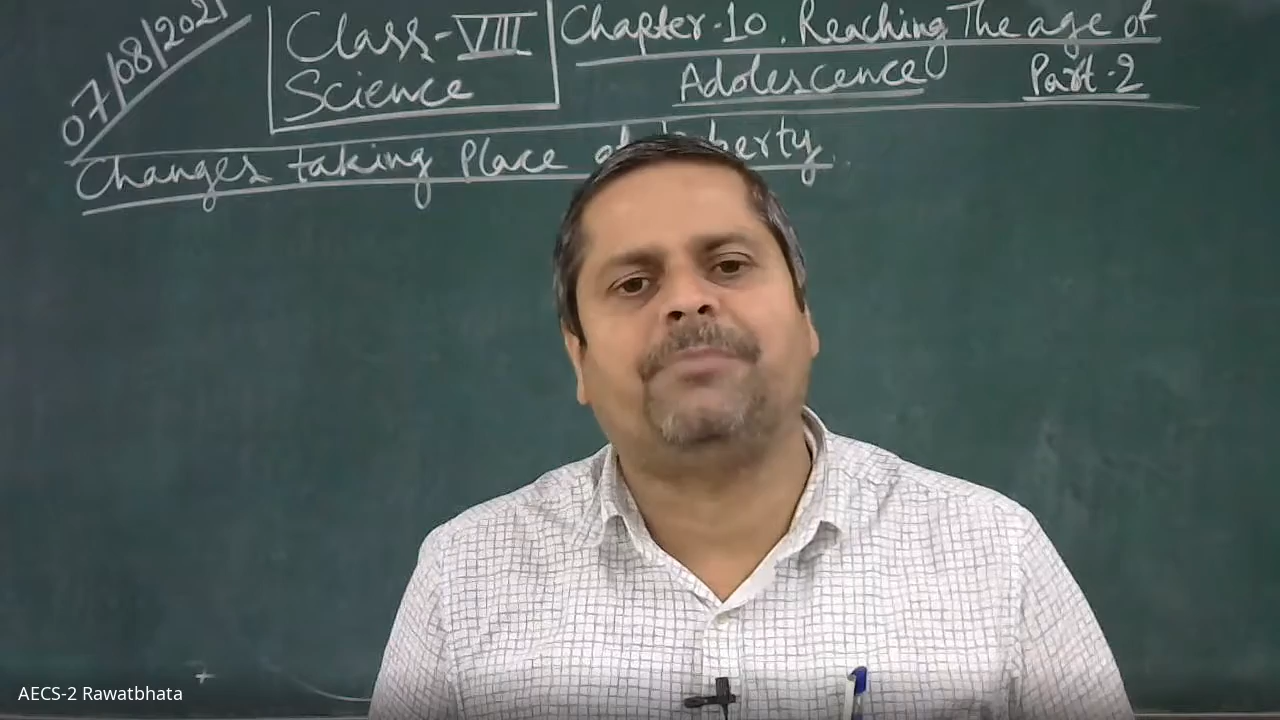 07/08/2021
Class-VIII
Science
Chapter-10. Reaching The age of
Adolescence Part-2
Changes taking Place
AECS-2 Rawatbhata